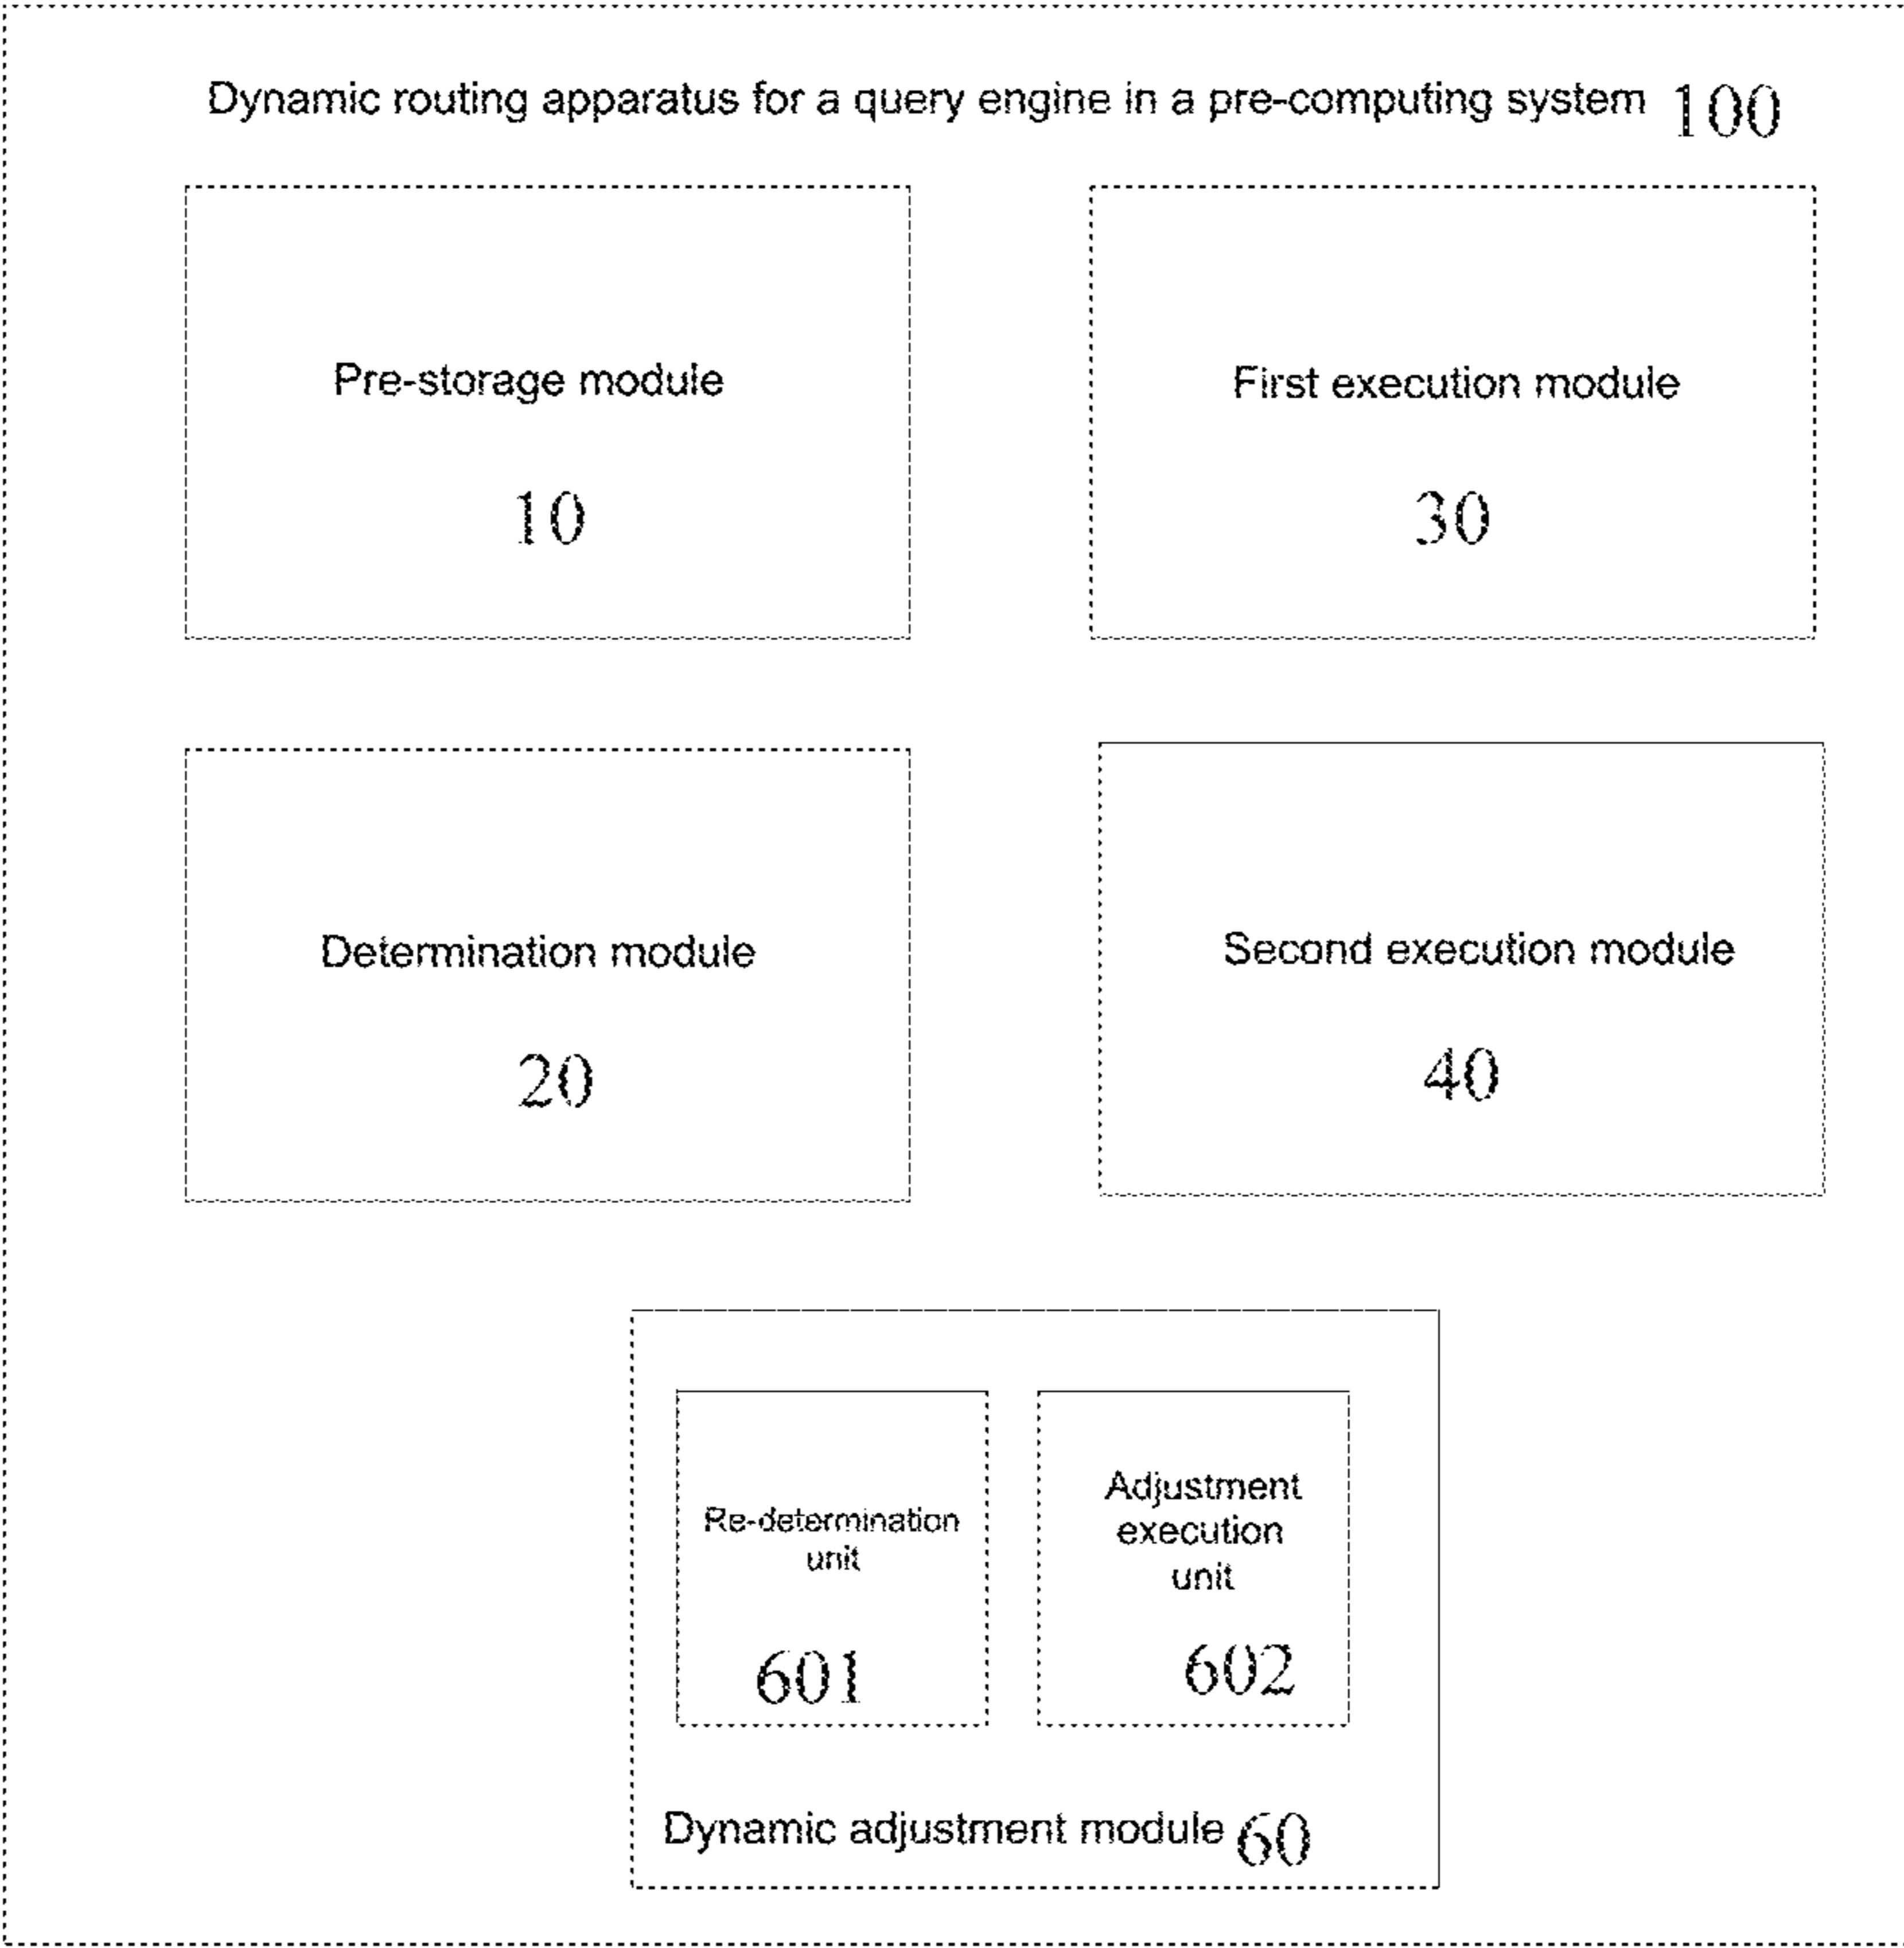 Dynamic routing apparatus for a query engine in a pre-computing system 100
Pre-storage module
10
First execution module
30
Determination module
20
Second execution module
40
Re-determination
unit
601
Adjustment
execution
unit
602
Dynamic adjustment module 60